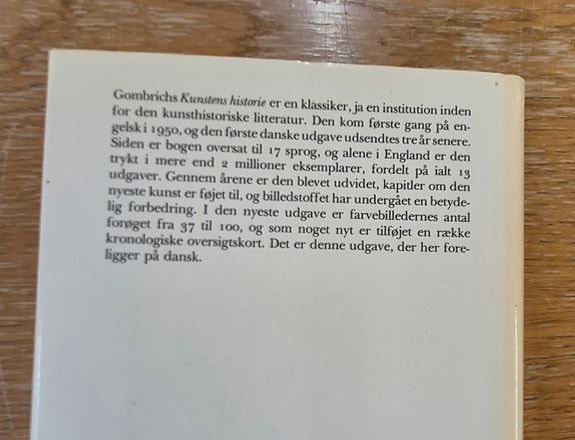 Gombrichs Kunstens historie er en klassiker, ja en institution inden
for den kunsthistoriske litteratur. Den kom første gang på en-
gelsk i 1950, og den første danske udgave udsendtes tre år senere.
Siden er bogen oversat til 17 sprog, og alene i England er den
trykt i mere end 2 millioner eksemplarer, fordelt på ialt 13
udgaver. Gennem årene er den blevet udvidet, kapitler om den
nyeste kunst er føjet til, og billedstoffet har undergået en betyde-
lig forbedring. I den nyeste udgave er farvebilledernes antal
forøget fra 37 til 100, og som noget nyt er tilføjet en række
kronologiske oversigtskort. Det er denne udgave, der her fore-
ligger på dansk.